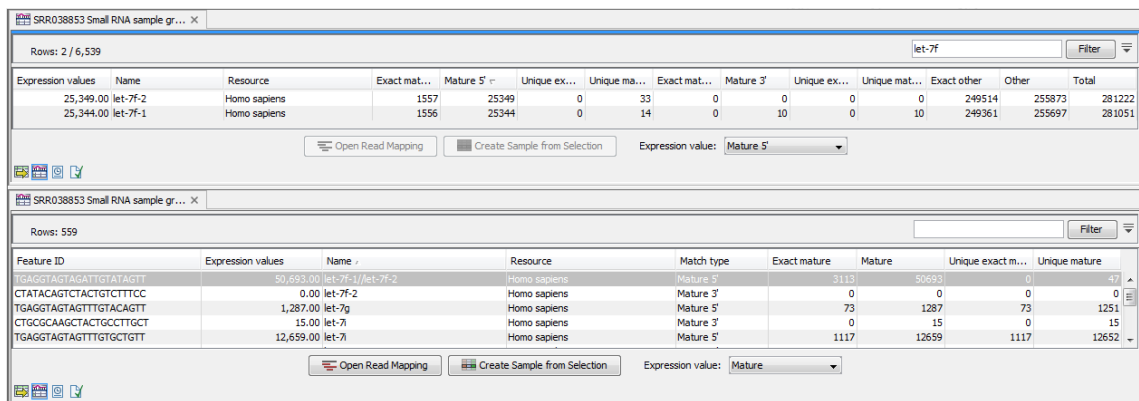 SRR038853 Small RNA sample gr...
Rows: 2 / 6,539 let-7f Filter
Expression values Name Resource Exact mat... Mature 5' Unique ex... Unique ma... Exact mat... Mature 3' Unique ex... Unique mat... Exact other Other Total
25,349.00 let-7f-2 Homo sapiens 1557 25349 0 33 0 0 0 0 249514 255873 281222
25,344.00 let-7f-1 Homo sapiens 1556 25344 0 14 0 10 0 10 249361 255697 281051
Open Read Mapping Create Sample from Selection Expression value: Mature 5'
SRR038853 Small RNA sample gr...
Rows: 559 Filter
Feature ID Expression values Name Resource Match type Exact mature Mature Unique exact m... Unique mature
TGAGGTAGTAGATTGTATAGTT 50,693.00 let-7f-1//let-7f-2 Homo sapiens Mature 5' 3113 50693 0 47
CTATACAGTCTACTGTCTTTCC 0.00 let-7f-2 Homo sapiens Mature 3' 0 0 0 0
TGAGGTAGTAGTTTGTACAGTT 1,287.00 let-7g Homo sapiens Mature 5' 73 1287 73 1251
CTGCGCAAGCTACTGCCTTGCT 15.00 let-7i Homo sapiens Mature 3' 0 15 0 15
TGAGGTAGTAGTTTGTGCTGTT 12,659.00 let-7i Homo sapiens Mature 5' 1117 12659 1117 12652
Open Read Mapping Create Sample from Selection Expression value: Mature